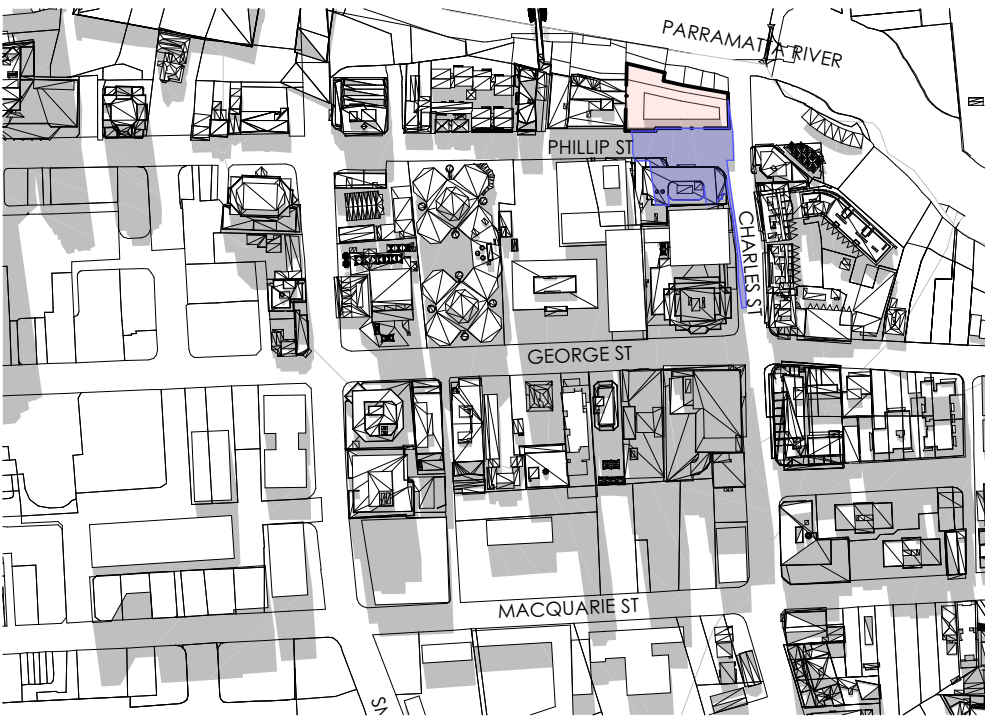 PARRAMATTA RIVER
PHILLIP ST
CHARLES ST
GEORGE ST
MACQUARIE ST